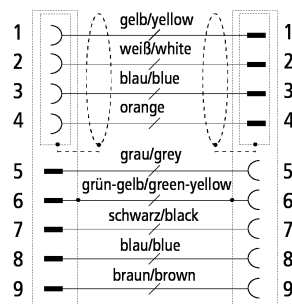 gelb/yellow
1 1
weiß/white
2 2
blau/blue
3 3
orange
4 4
grau/grey
5 5
grün-gelb/green-yellow
6 6
schwarz/black
7 7
blau/blue
8 8
braun/brown
9 9